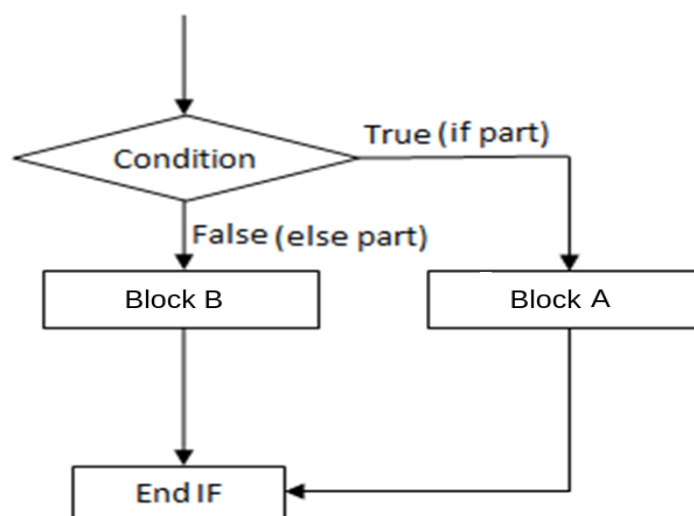 True (if part)
Condition
False (else part)
Block B
Block A
End IF